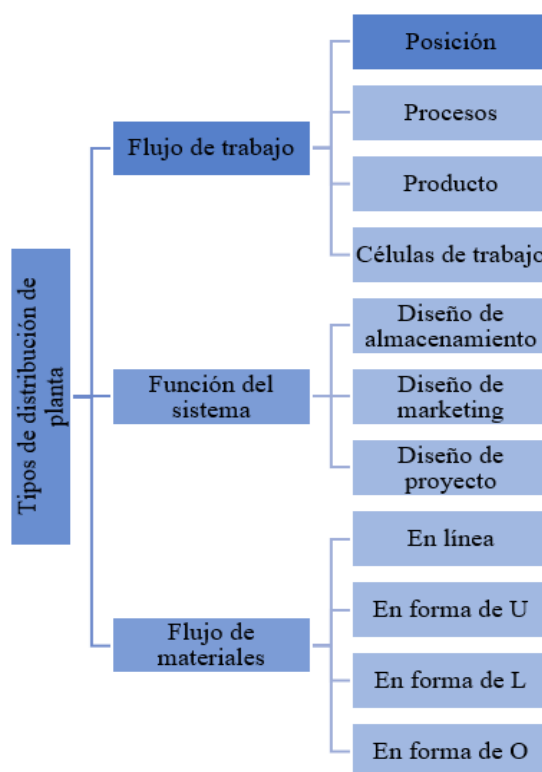 Tipos de distribución de
planta
Flujo de trabajo
Posición
Procesos
Producto
Células de trabajo
Función del
sistema
Diseño de
almacenamiento
Diseño de
marketing
Diseño de
proyecto
Flujo de
materiales
En línea
En forma de U
En forma de L
En forma de O